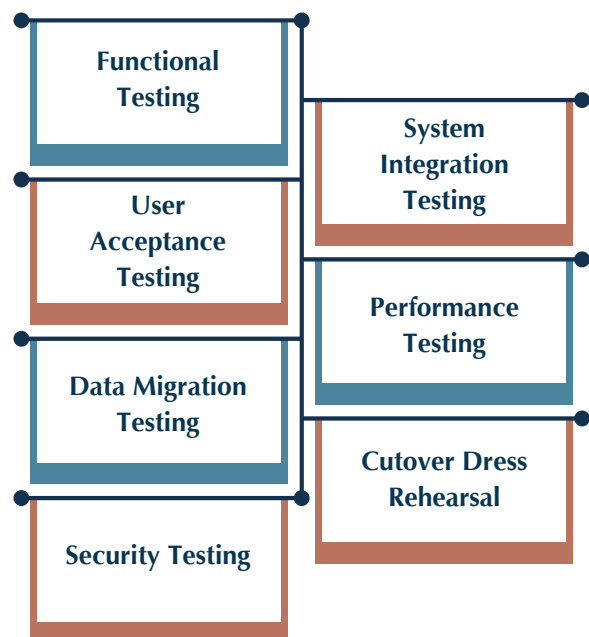 Functional
Testing
System
Integration
Testing
User
Acceptance
Testing
Performance
Testing
Data Migration
Testing
Cutover Dress
Rehearsal
Security Testing